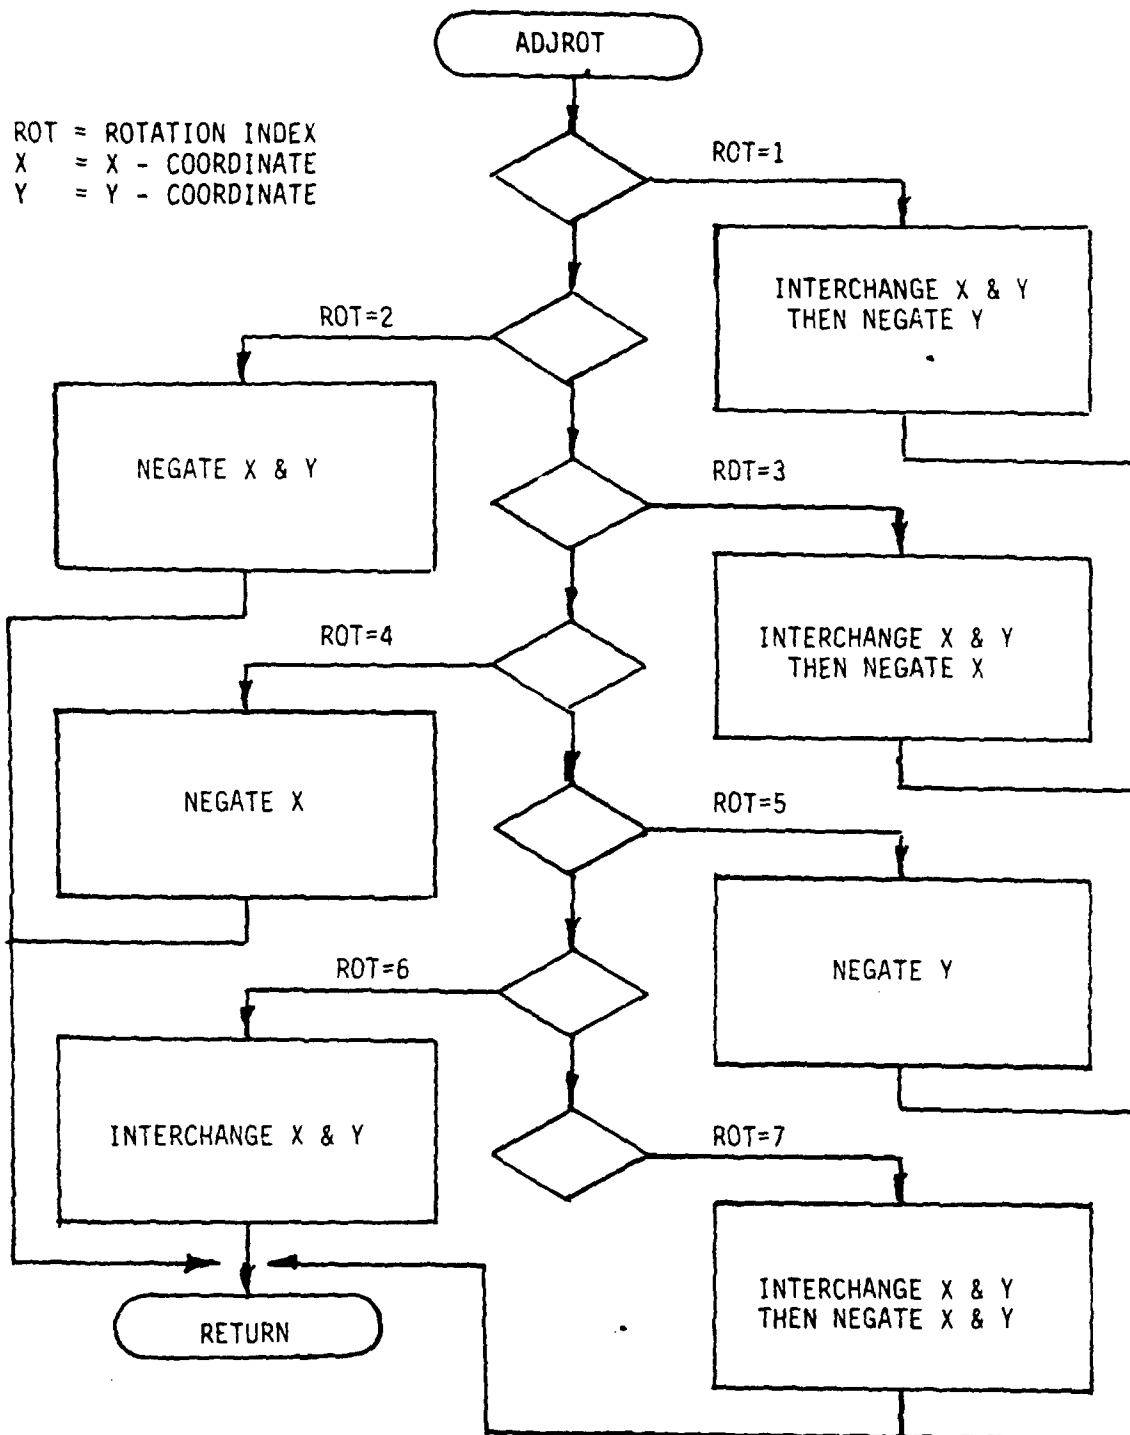 ADJROT
ROT = ROTATION INDEX
X = X - COORDINATE
Y = Y - COORDINATE
ROT=1
INTERCHANGE X & Y
THEN NEGATE Y
ROT=2
NEGATE X & Y
ROT=3
INTERCHANGE X & Y
THEN NEGATE X
ROT=4
NEGATE X
ROT=5
NEGATE Y
ROT=6
INTERCHANGE X & Y
ROT=7
INTERCHANGE X & Y
THEN NEGATE X & Y
RETURN